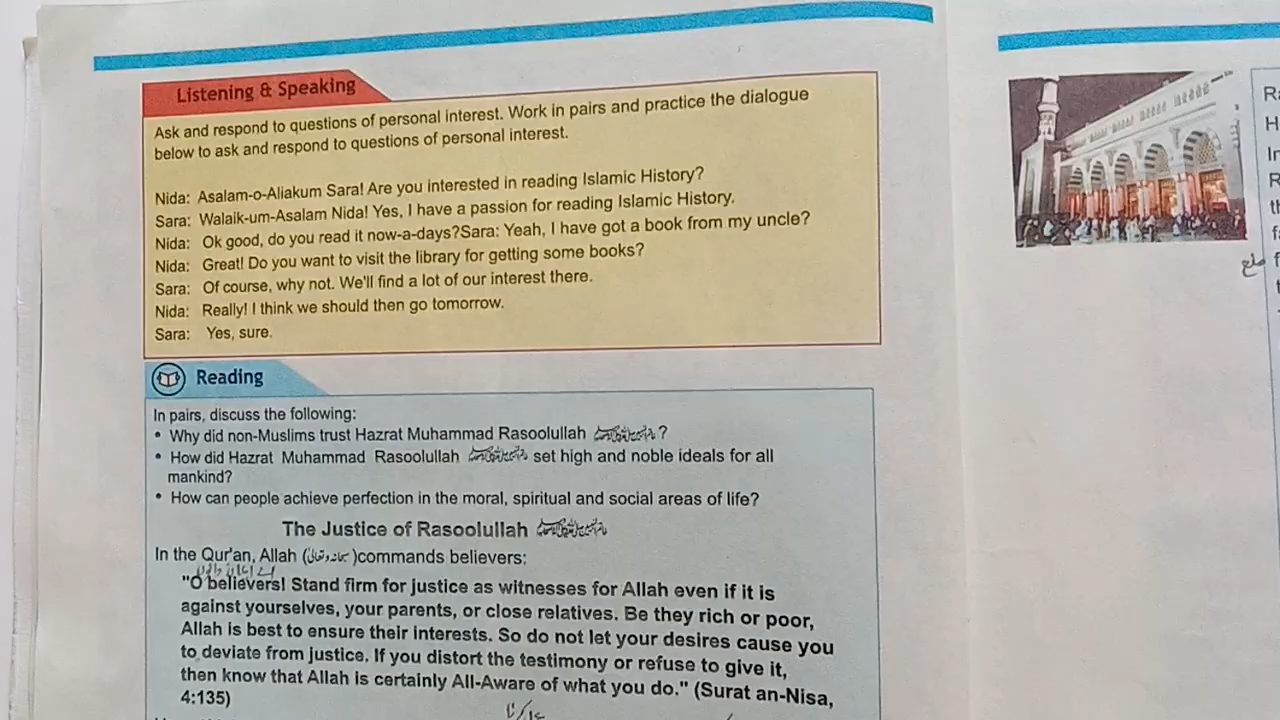 Listening & Speaking
Ask and respond to questions of personal interest. Work in pairs and practice the dialogue
below to ask and respond to questions of personal interest.
Nida: Asalam-o-Aliakum Sara! Are you interested in reading Islamic History?
Sara: Walaik-um-Asalam Nida! Yes, I have a passion for reading Islamic History.
Nida: Ok good, do you read it now-a-days?Sara: Yeah, I have got a book from my uncle?
Nida: Great! Do you want to visit the library for getting some books?
Sara: Of course, why not. We'll find a lot of our interest there.
Nida: Really! I think we should then go tomorrow.
Sara: Yes, sure.
Reading
In pairs, discuss the following:
• Why did non-Muslims trust Hazrat Muhammad Rasoolullah ?
• How did Hazrat Muhammad Rasoolullah set high and noble ideals for all
mankind?
• How can people achieve perfection in the moral, spiritual and social areas of life?
The Justice of Rasoolullah
In the Qur'an, Allah (سبحانہ وتعالیٰ)commands believers:
"O believers! Stand firm for justice as witnesses for Allah even if it is
against yourselves, your parents, or close relatives. Be they rich or poor,
Allah is best to ensure their interests. So do not let your desires cause you
to deviate from justice. If you distort the testimony or refuse to give it,
then know that Allah is certainly All-Aware of what you do." (Surat an-Nisa,
4:135)
صلح